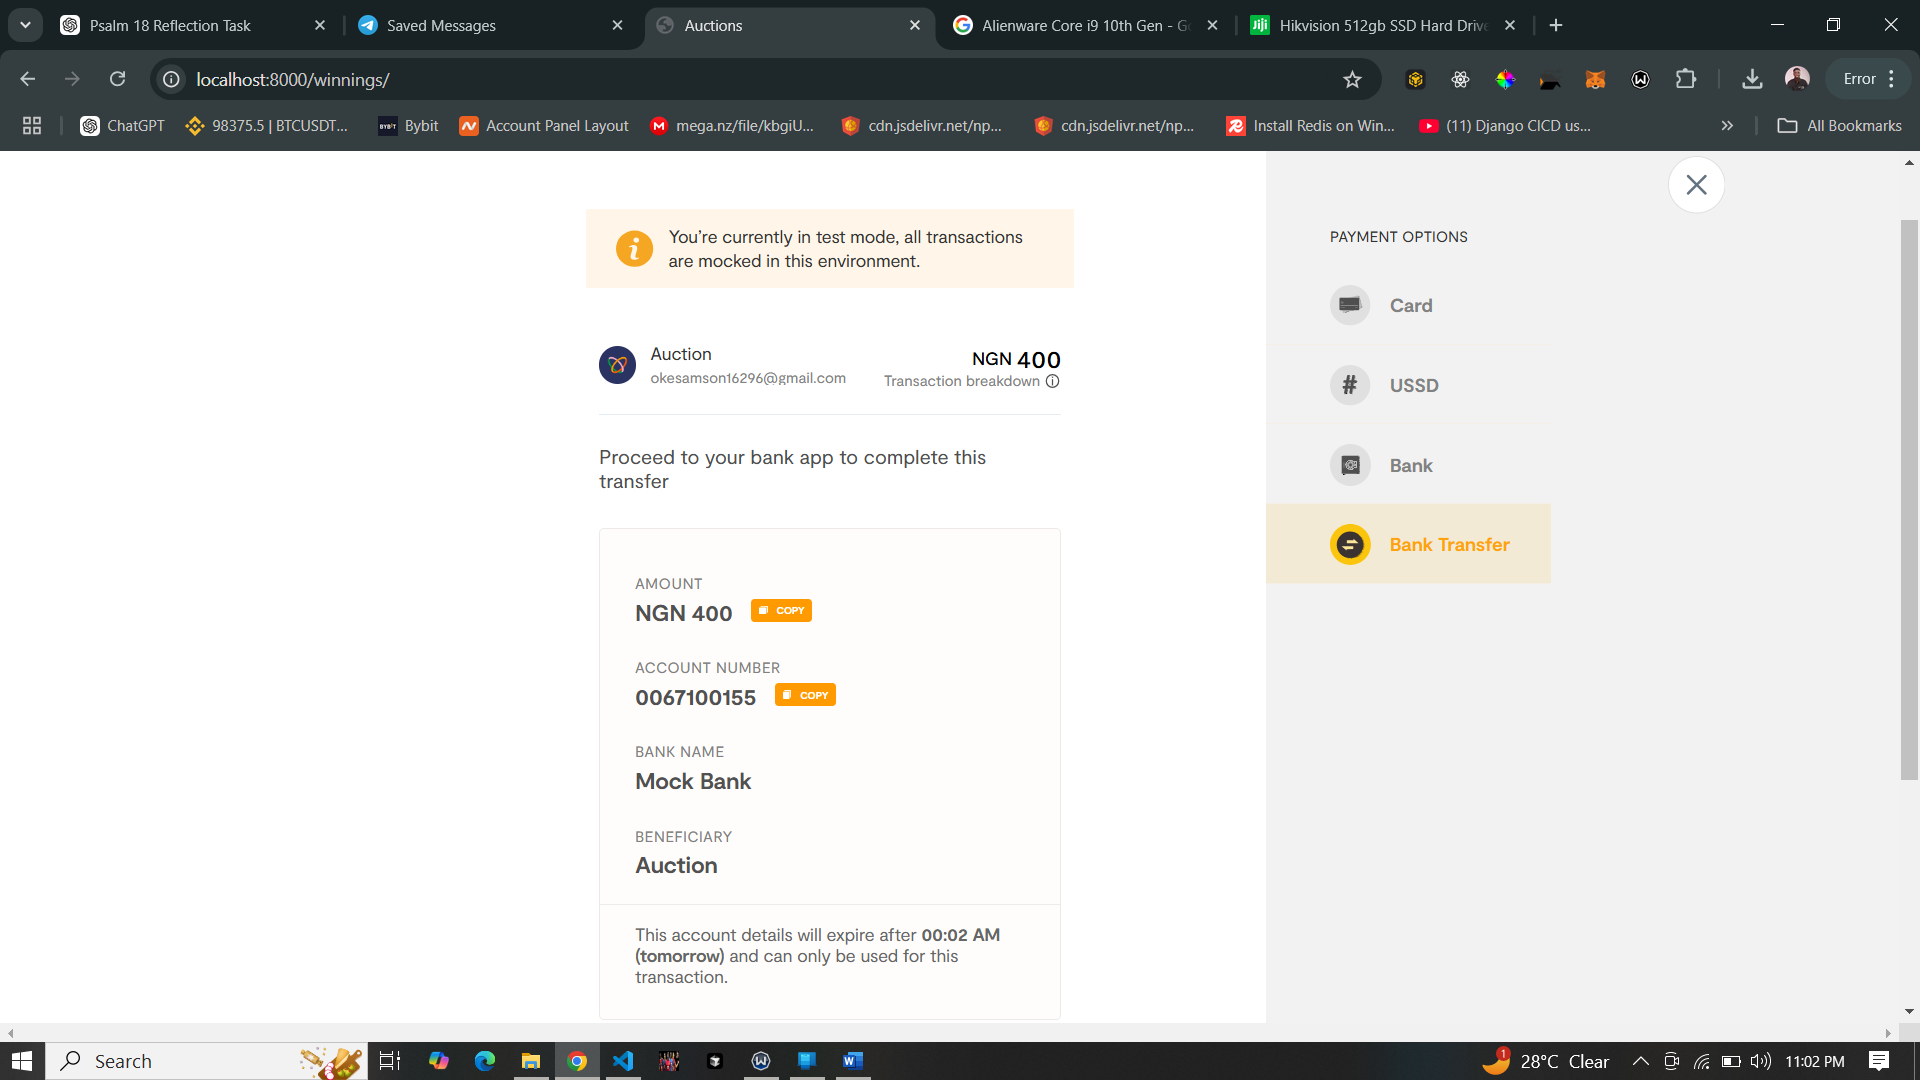 Psalm 18 Reflection Task
Saved Messages
Auctions
Alienware Core i9 10th Gen - G
Hikvision 512gb SSD Hard Drive
localhost:8000/winnings/
Error
ChatGPT
98375.5 | BTCUSDT...
BYBIT
Bybit
Account Panel Layout
mega.nz/file/kbgiU...
cdn.jsdelivr.net/np...
cdn.jsdelivr.net/np...
Install Redis on Win...
(11) Django CICD us...
All Bookmarks
You're currently in test mode, all transactions
are mocked in this environment.
Auction
okesamson16296@gmail.com
NGN 400
Transaction breakdown
Proceed to your bank app to complete this
transfer
AMOUNT
NGN 400
COPY
ACCOUNT NUMBER
0067100155
COPY
BANK NAME
Mock Bank
BENEFICIARY
Auction
This account details will expire after 00:02 AM
(tomorrow) and can only be used for this
transaction.
PAYMENT OPTIONS
Card
# USSD
Bank
Bank Transfer
Search
1
28°C Clear
11:02 PM